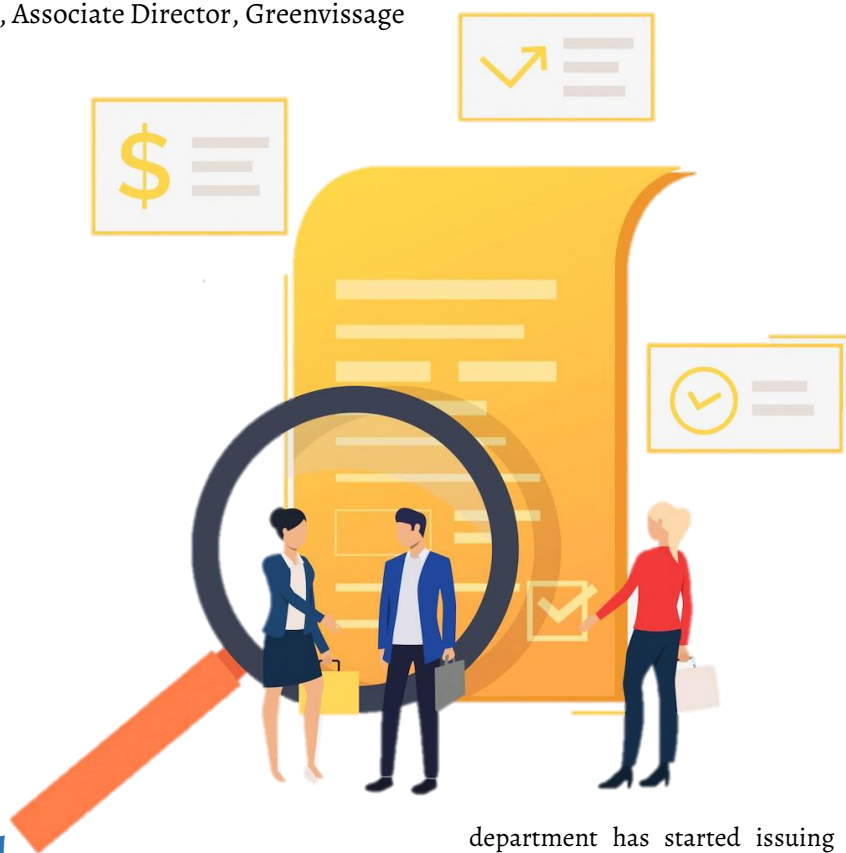 , Associate Director, Greenvissage
$
department has started issuing